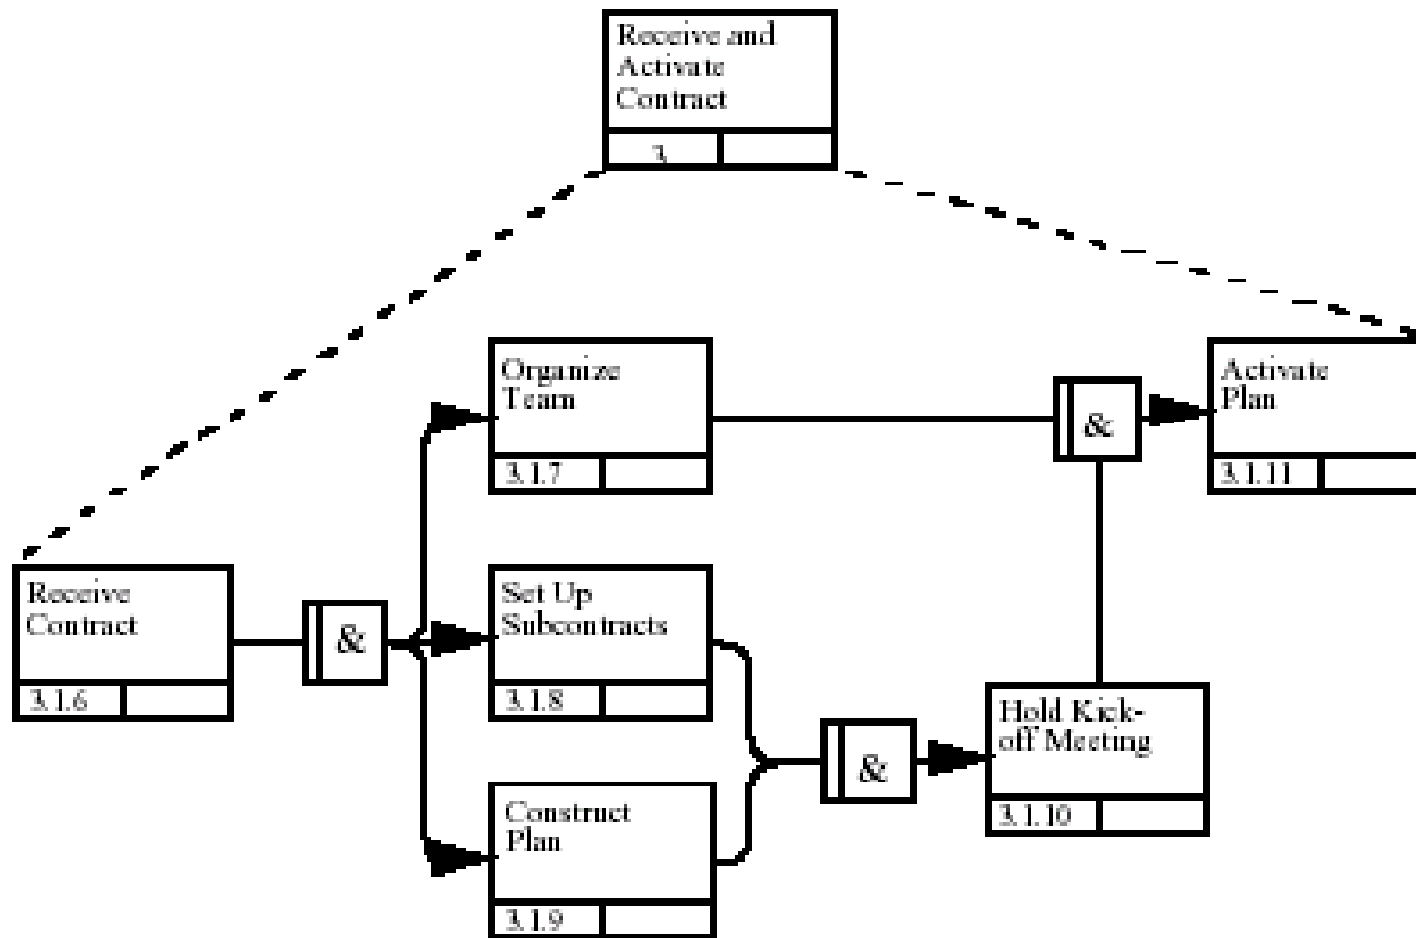 Receive and
Activate
Contract
3
Organize
Team
3.1.7
&
Activate
Plan
3.1.11
Receive
Contract
3.1.6
&
Set Up
Subcontracts
3.1.8
&
Hold Kick-
off Meeting
3.1.10
Construct
Plan
3.1.9